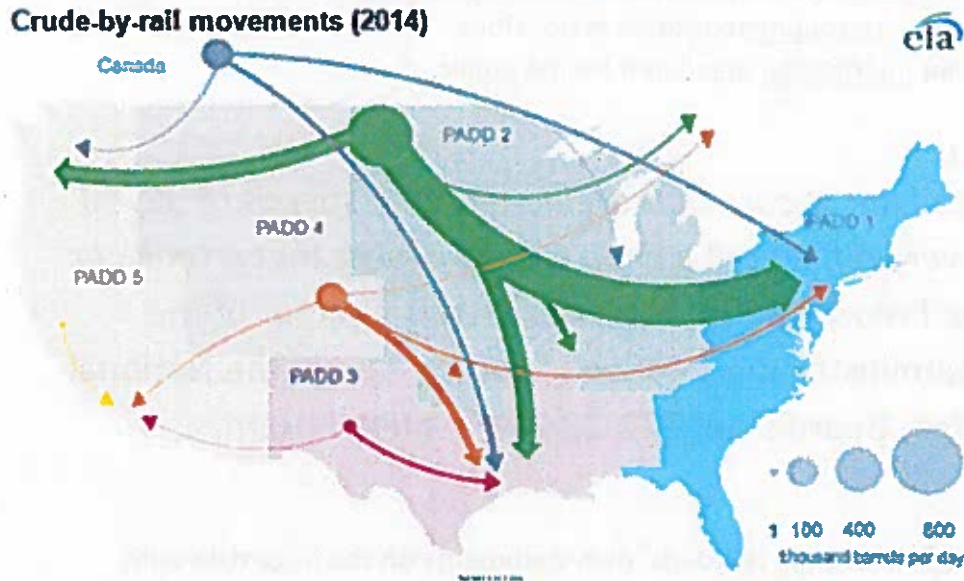 Crude-by-rail movements (2014)
eia
Canada
PADD 2
PADD 1
PADD 4
PADD 5
PADD 3
1 100 400 800
thousand barrels per day